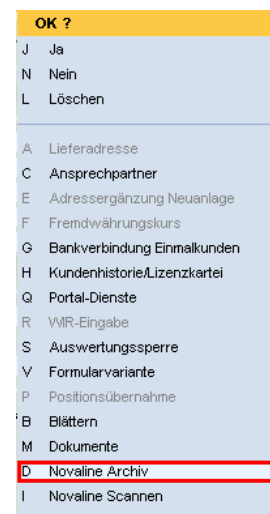 OK ?
J Ja
N Nein
L Löschen
A Lieferadresse
C Ansprechpartner
E Adressergänzung Neuanlage
F Fremdwährungskurs
G Bankverbindung Einmalkunden
H Kundenhistorie/Lizenzkartei
Q Portal-Dienste
R WIR-Eingabe
S Auswertungssperre
V Formularvariante
P Positionsübernahme
B Blättern
M Dokumente
D Novaline Archiv
I Novaline Scannen